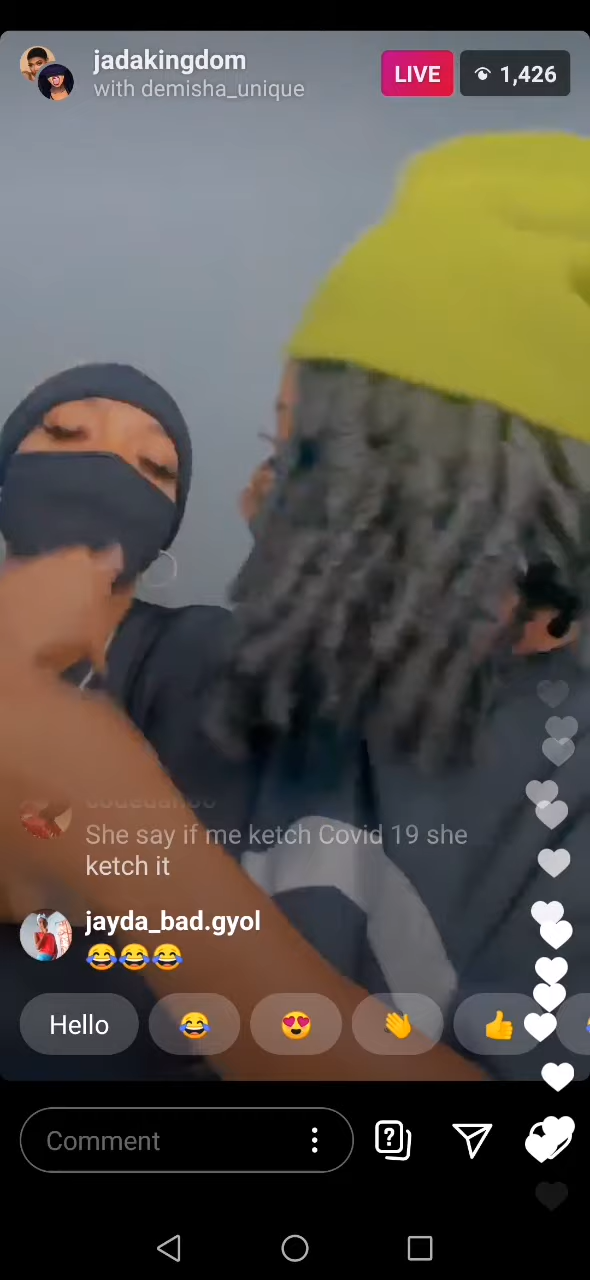 jadakingdom
with demisha_unique
LIVE
1,426
She say if me ketch Covid 19 she
ketch it
jayda_bad.gyol
😂😂😂
Hello 😂 😍 👋 👍
Comment